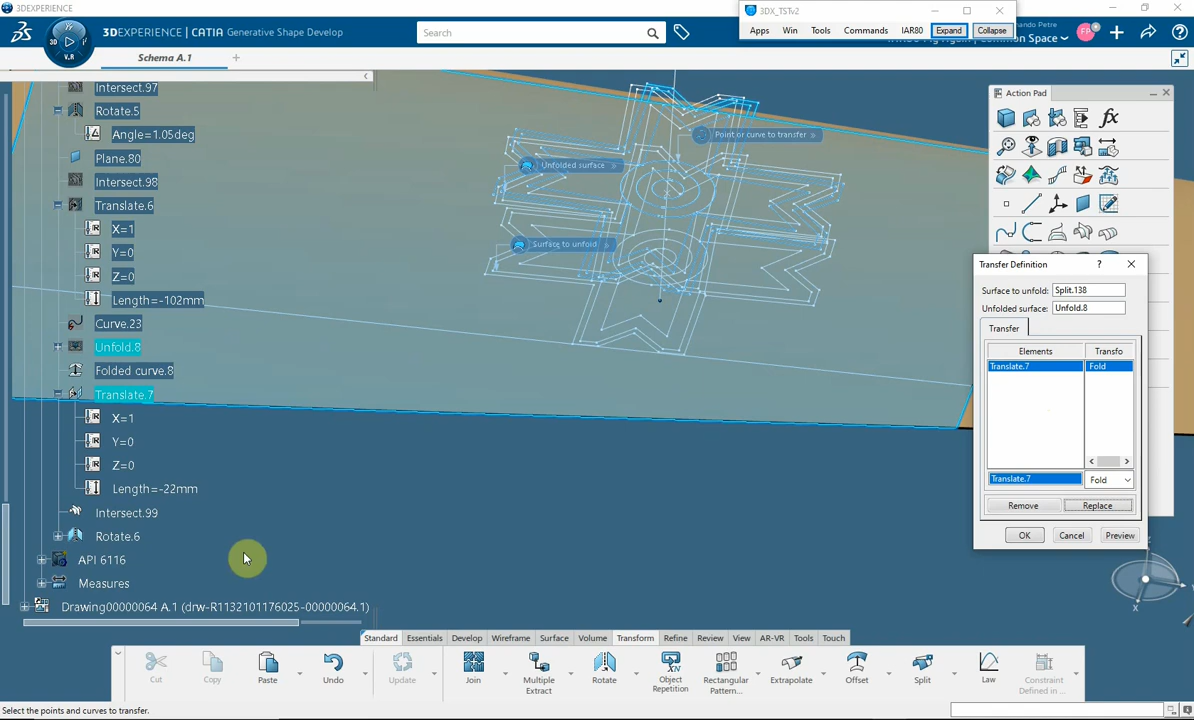 3DEXPERIENCE
3DX_TSTv2
3DEXPERIENCE | CATIA Generative Shape Develop
Search
Apps Win Tools Commands IAR80 Expand Collapse
Common Space
3D
V.R
Schema A.1
Intersect.97
Rotate.5
Angle=1.05deg
Plane.80
Intersect.98
Translate.6
X=1
Y=0
Z=0
Length=-102mm
Curve.23
Unfold.8
Folded curve.8
Translate.7
X=1
Y=0
Z=0
Length=-22mm
Intersect.99
Rotate.6
API 6116
Measures
Drawing00000064 A.1 (drw-R1132101176025-00000064.1)
Point or curve to transfer
Unfolded surface
Surface to unfold
Action Pad
fx
Transfer Definition
Surface to unfold: Split.138
Unfolded surface: Unfold.8
Transfer
Elements Transfo
Translate.7 Fold
Translate.7 Fold
Remove Replace
OK Cancel Preview
X
Standard Essentials Develop Wireframe Surface Volume Transform Refine Review View AR-VR Tools Touch
Cut Copy Paste Undo Update Join Multiple Extract Rotate Object Repetition Rectangular Pattern... Extrapolate Offset Split Law Constraint Defined in ...
Select the points and curves to transfer.